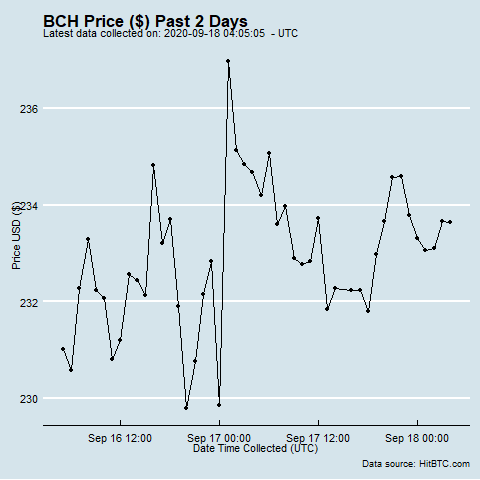 BCH Price ($) Past 2 Days
Latest data collected on: 2020-09-18 04:05:05 - UTC
236
234
232
230
Price USD ($)
Sep 16 12:00 Sep 17 00:00 Sep 17 12:00 Sep 18 00:00
Date Time Collected (UTC)
Data source: HitBTC.com